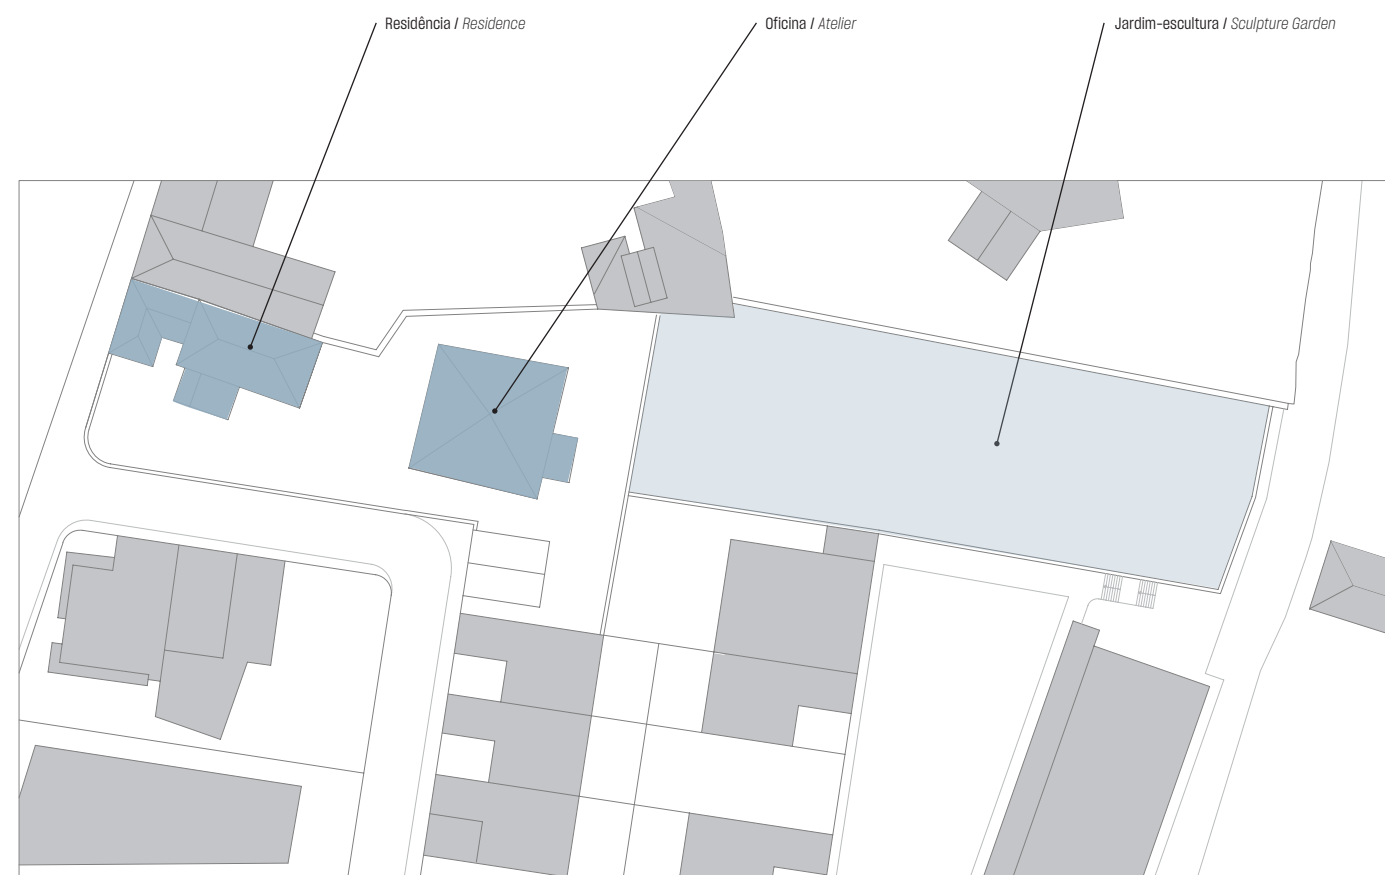 Residência / Residence
Oficina / Atelier
Jardim-escultura / Sculpture Garden